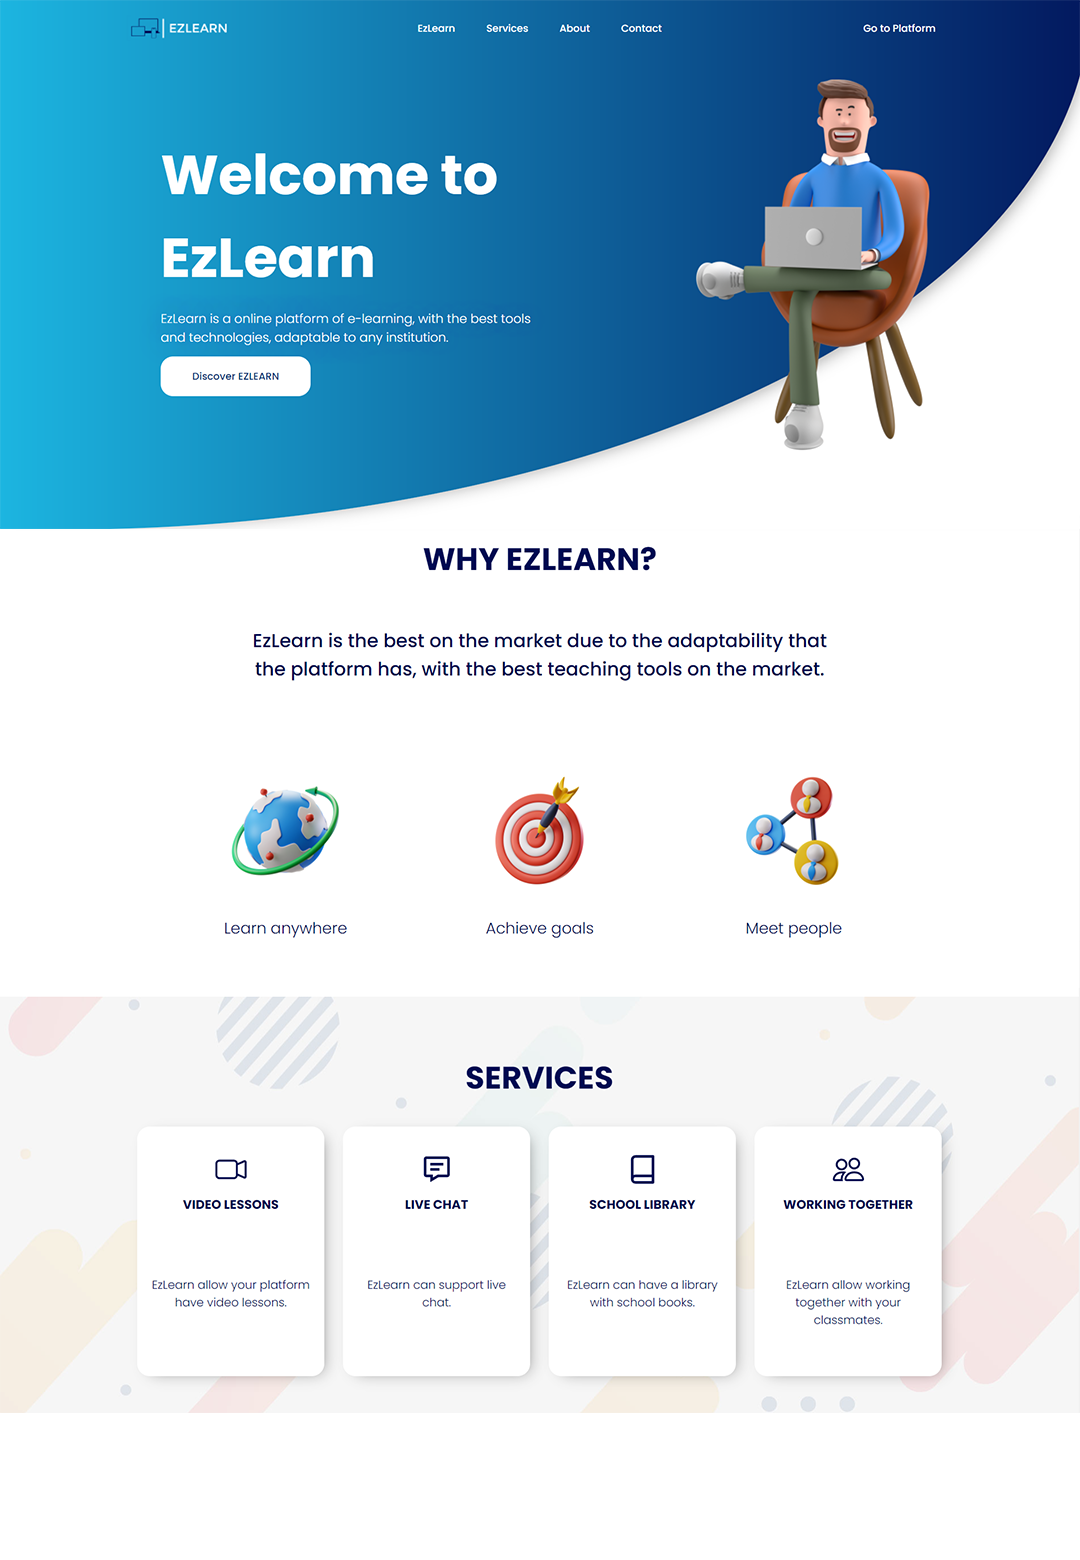 EZLEARN
EzLearn Services About Contact Go to Platform
Welcome to
EzLearn
EzLearn is a online platform of e-learning, with the best tools
and technologies, adaptable to any institution.
Discover EZLEARN
WHY EZLEARN?
EzLearn is the best on the market due to the adaptability that
the platform has, with the best teaching tools on the market.
Learn anywhere
Achieve goals
Meet people
SERVICES
VIDEO LESSONS
EzLearn allow your platform
have video lessons.
LIVE CHAT
EzLearn can support live
chat.
SCHOOL LIBRARY
EzLearn can have a library
with school books.
WORKING TOGETHER
EzLearn allow working
together with your
classmates.